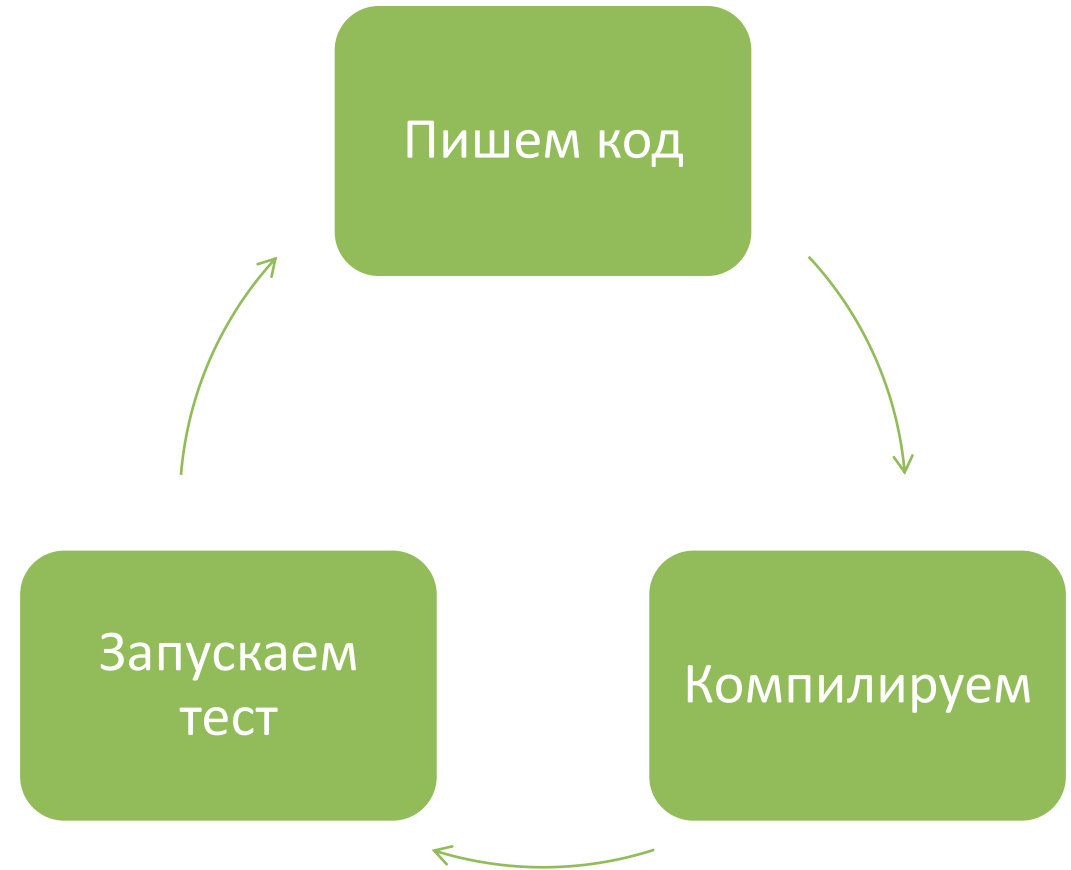 Пишем код
Компилируем
Запускаем
тест